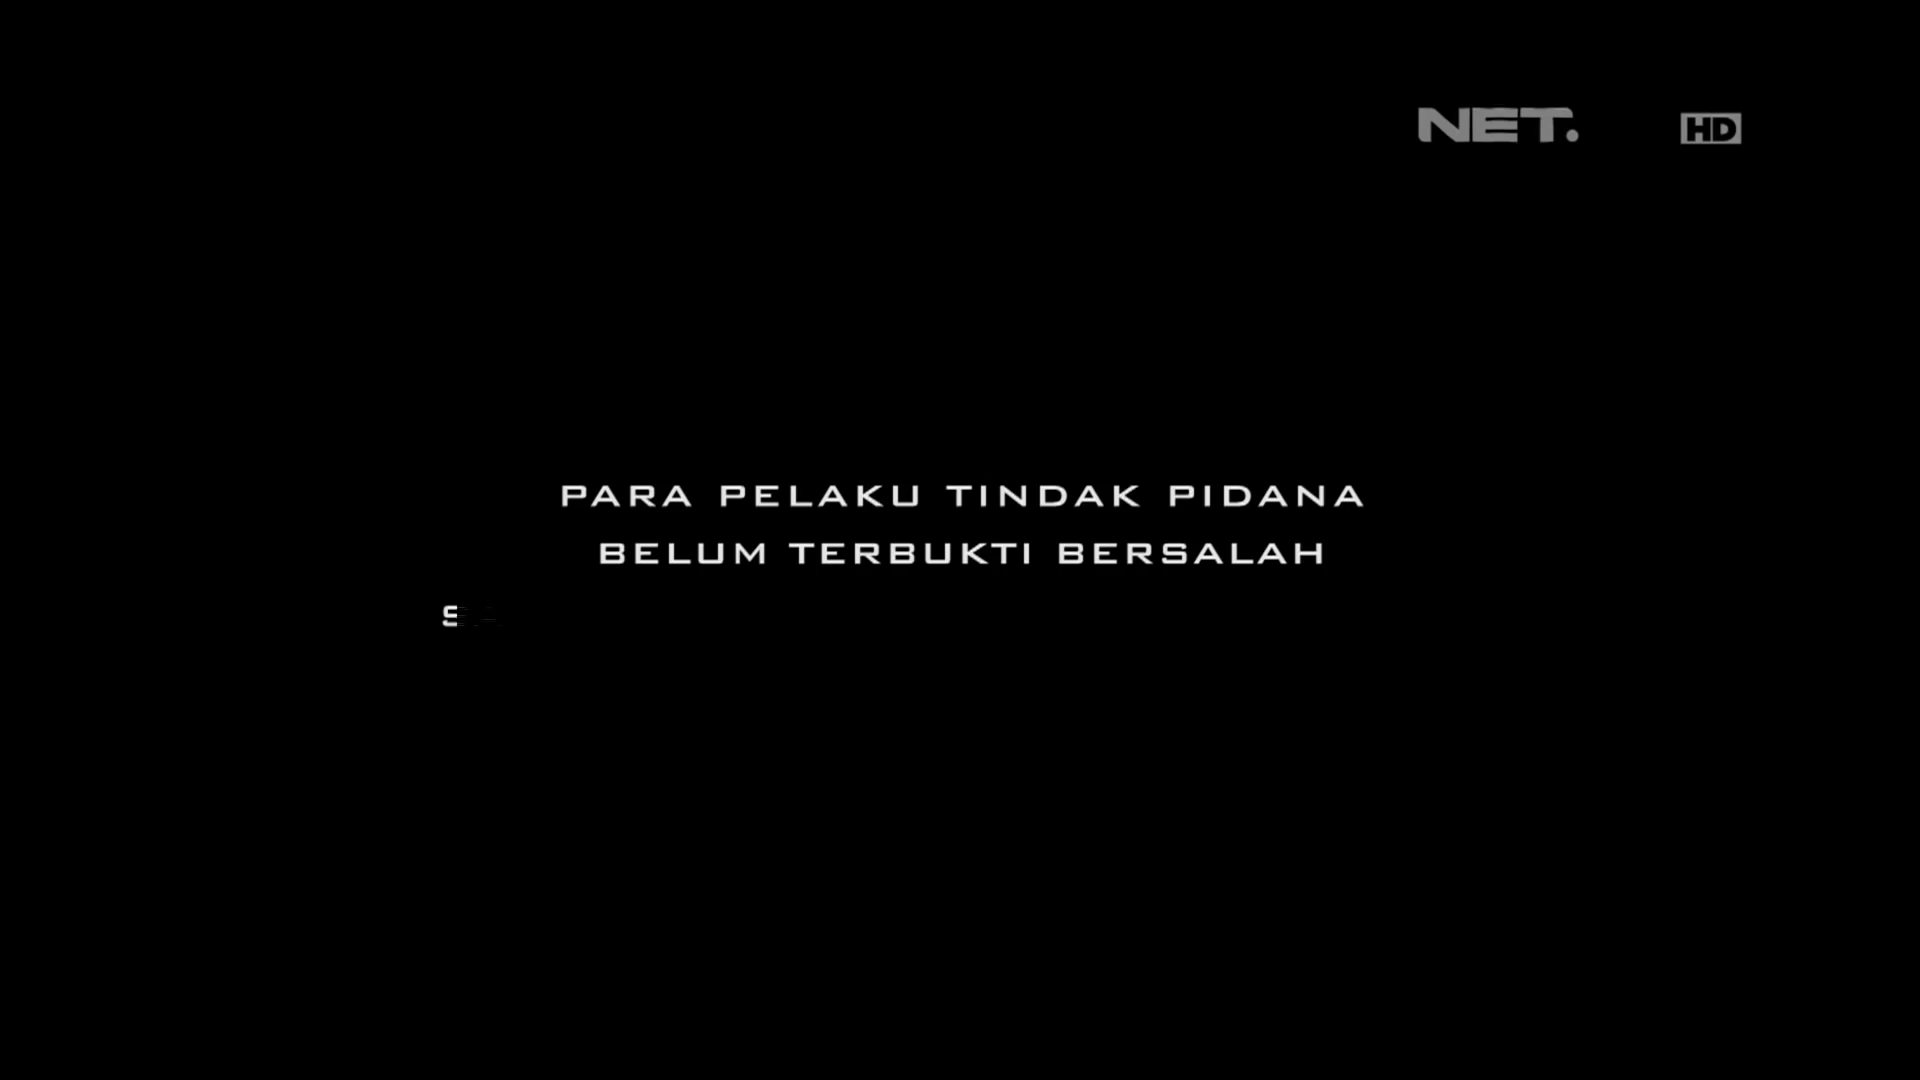 NET.
HD
PARA PELAKU TINDAK PIDANA
BELUM TERBUKTI BERSALAH